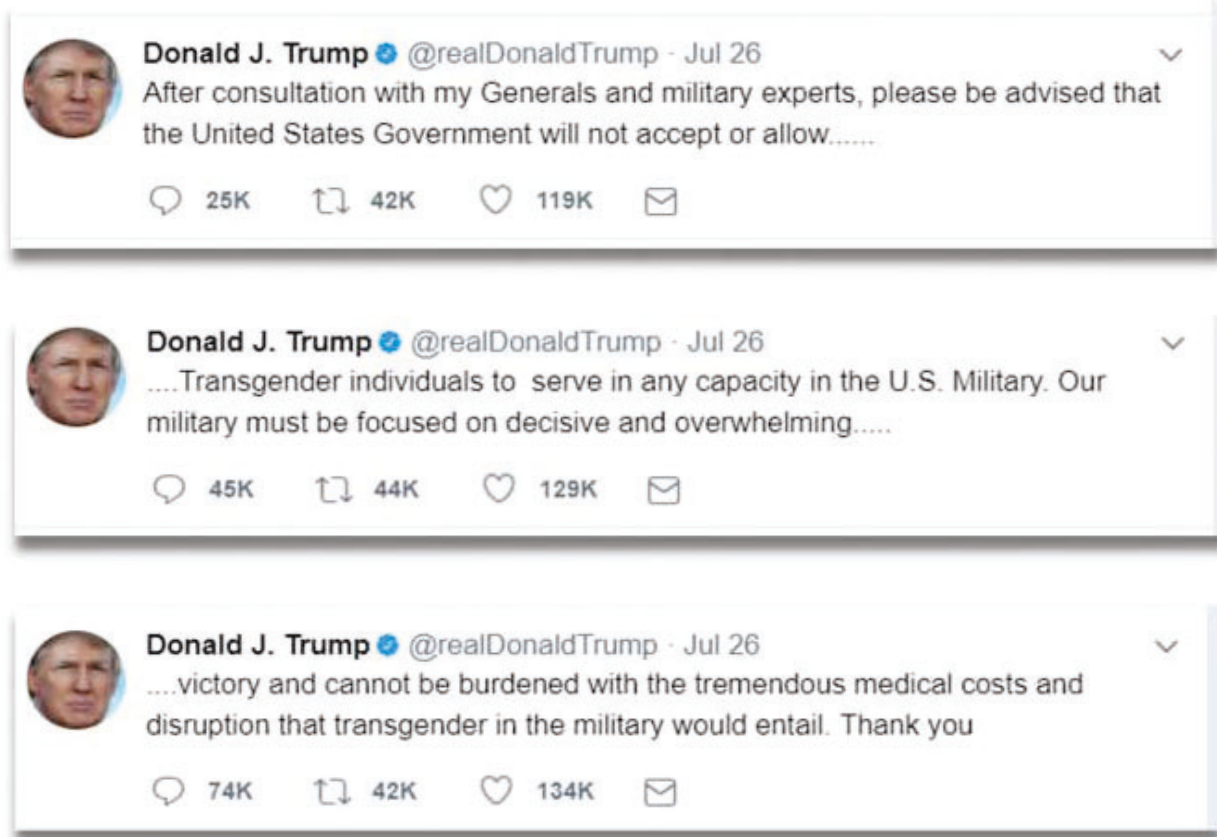 Donald J. Trump @realDonaldTrump · Jul 26
After consultation with my Generals and military experts, please be advised that
the United States Government will not accept or allow......
25K 42K 119K
Donald J. Trump @realDonaldTrump · Jul 26
....Transgender individuals to  serve in any capacity in the U.S. Military. Our
military must be focused on decisive and overwhelming.....
45K 44K 129K
Donald J. Trump @realDonaldTrump · Jul 26
....victory and cannot be burdened with the tremendous medical costs and
disruption that transgender in the military would entail. Thank you
74K 42K 134K